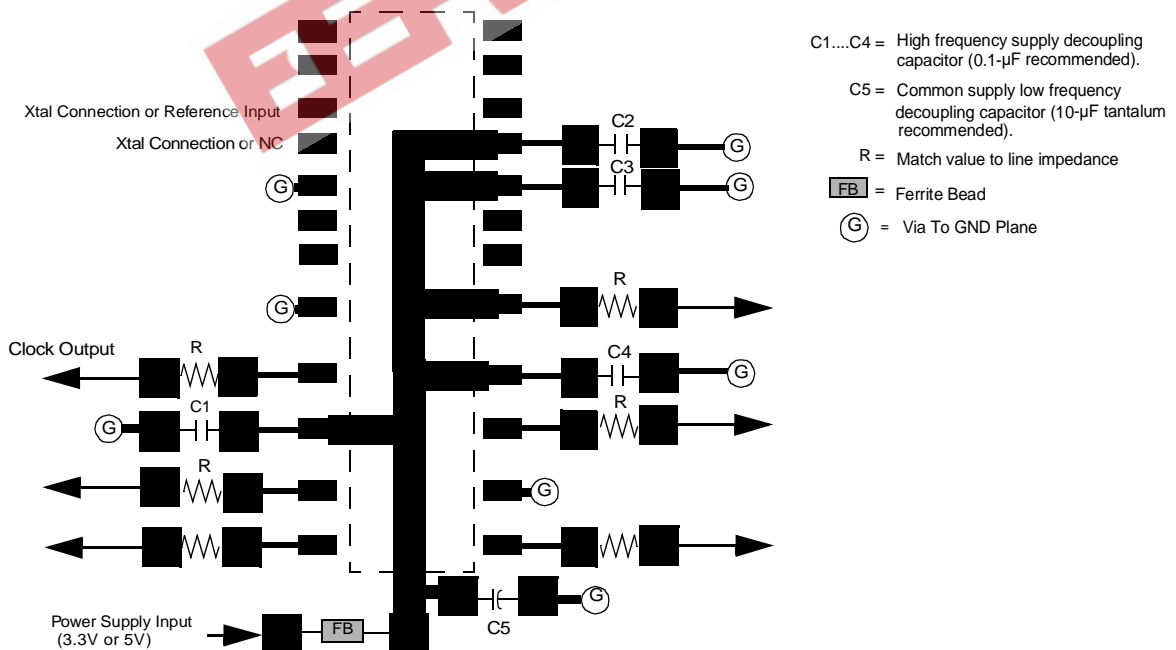 C1....C4 = High frequency supply decoupling
capacitor (0.1-µF recommended).
C5 = Common supply low frequency
decoupling capacitor (10-µF tantalum
recommended).
R = Match value to line impedance
FB = Ferrite Bead
G = Via To GND Plane
Xtal Connection or Reference Input
Xtal Connection or NC
C2
G
C3
G
G
G
R
Clock Output
R
C4
G
C1
G
R
R
G
C5
G
Power Supply Input
(3.3V or 5V)
FB